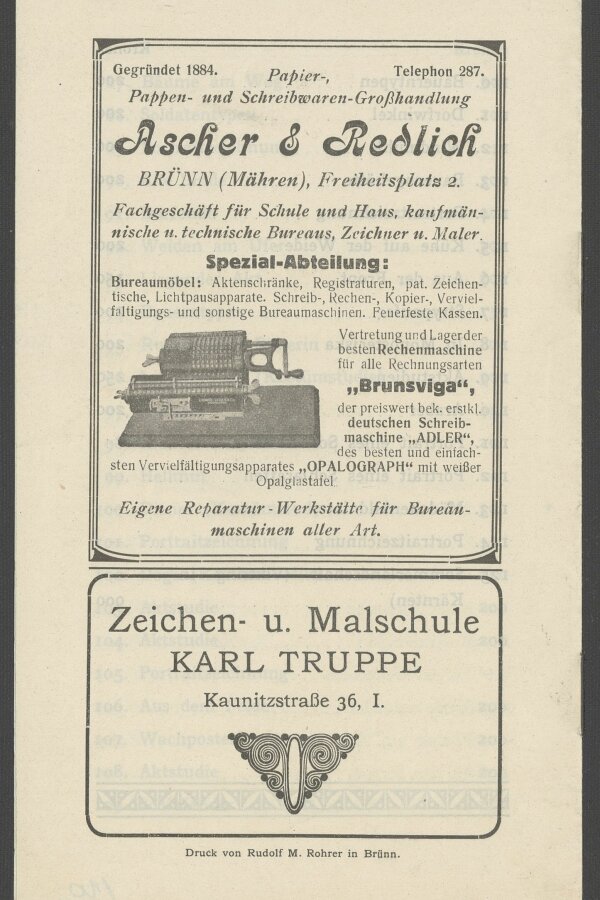 Gegründet 1884. Papier-, Telephon 287.
Pappen- und Schreibwaren-Großhandlung
Ascher & Redlich
BRÜNN (Mähren), Freiheitsplatz 2.
Fachgeschäft für Schule und Haus, kaufmän-
nische u. technische Bureaus, Zeichner u. Maler.
Spezial-Abteilung:
Bureaumöbel: Aktenschränke, Registraturen, pat. Zeichen-
tische, Lichtpausapparate. Schreib-, Rechen-, Kopier-, Verviel-
fältigungs- und sonstige Bureaumaschinen. Feuerfeste Kassen.
Vertretung und Lager der
besten Rechenmaschine
für alle Rechnungsarten
„Brunsviga“,
der preiswert bek. erstkl.
deutschen Schreib-
maschine „ADLER“,
des besten und einfach-
sten Vervielfältigungsapparates „OPALOGRAPH“ mit weißer
Opalglastafel
Eigene Reparatur-Werkstätte für Bureau-
maschinen aller Art.
Zeichen- u. Malschule
KARL TRUPPE
Kaunitzstraße 36, I.
Druck von Rudolf M. Rohrer in Brünn.